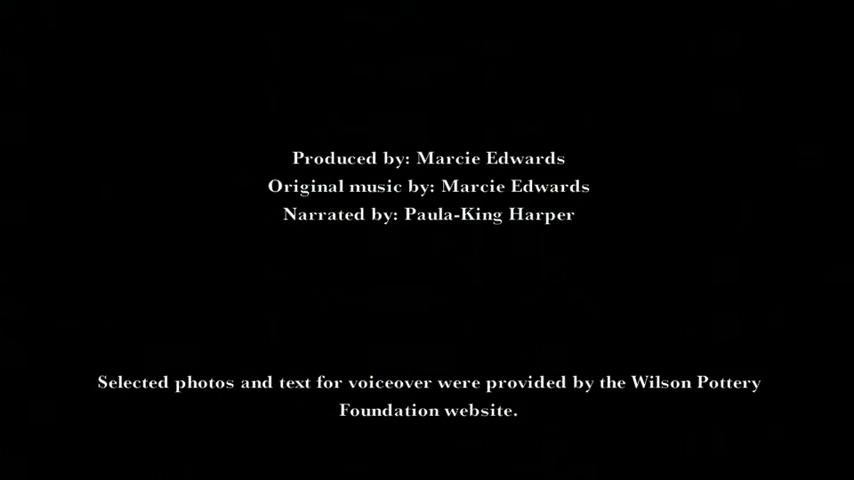 Produced by: Marcie Edwards
Original music by: Marcie Edwards
Narrated by: Paula-King Harper
Selected photos and text for voiceover were provided by the Wilson Pottery
Foundation website.